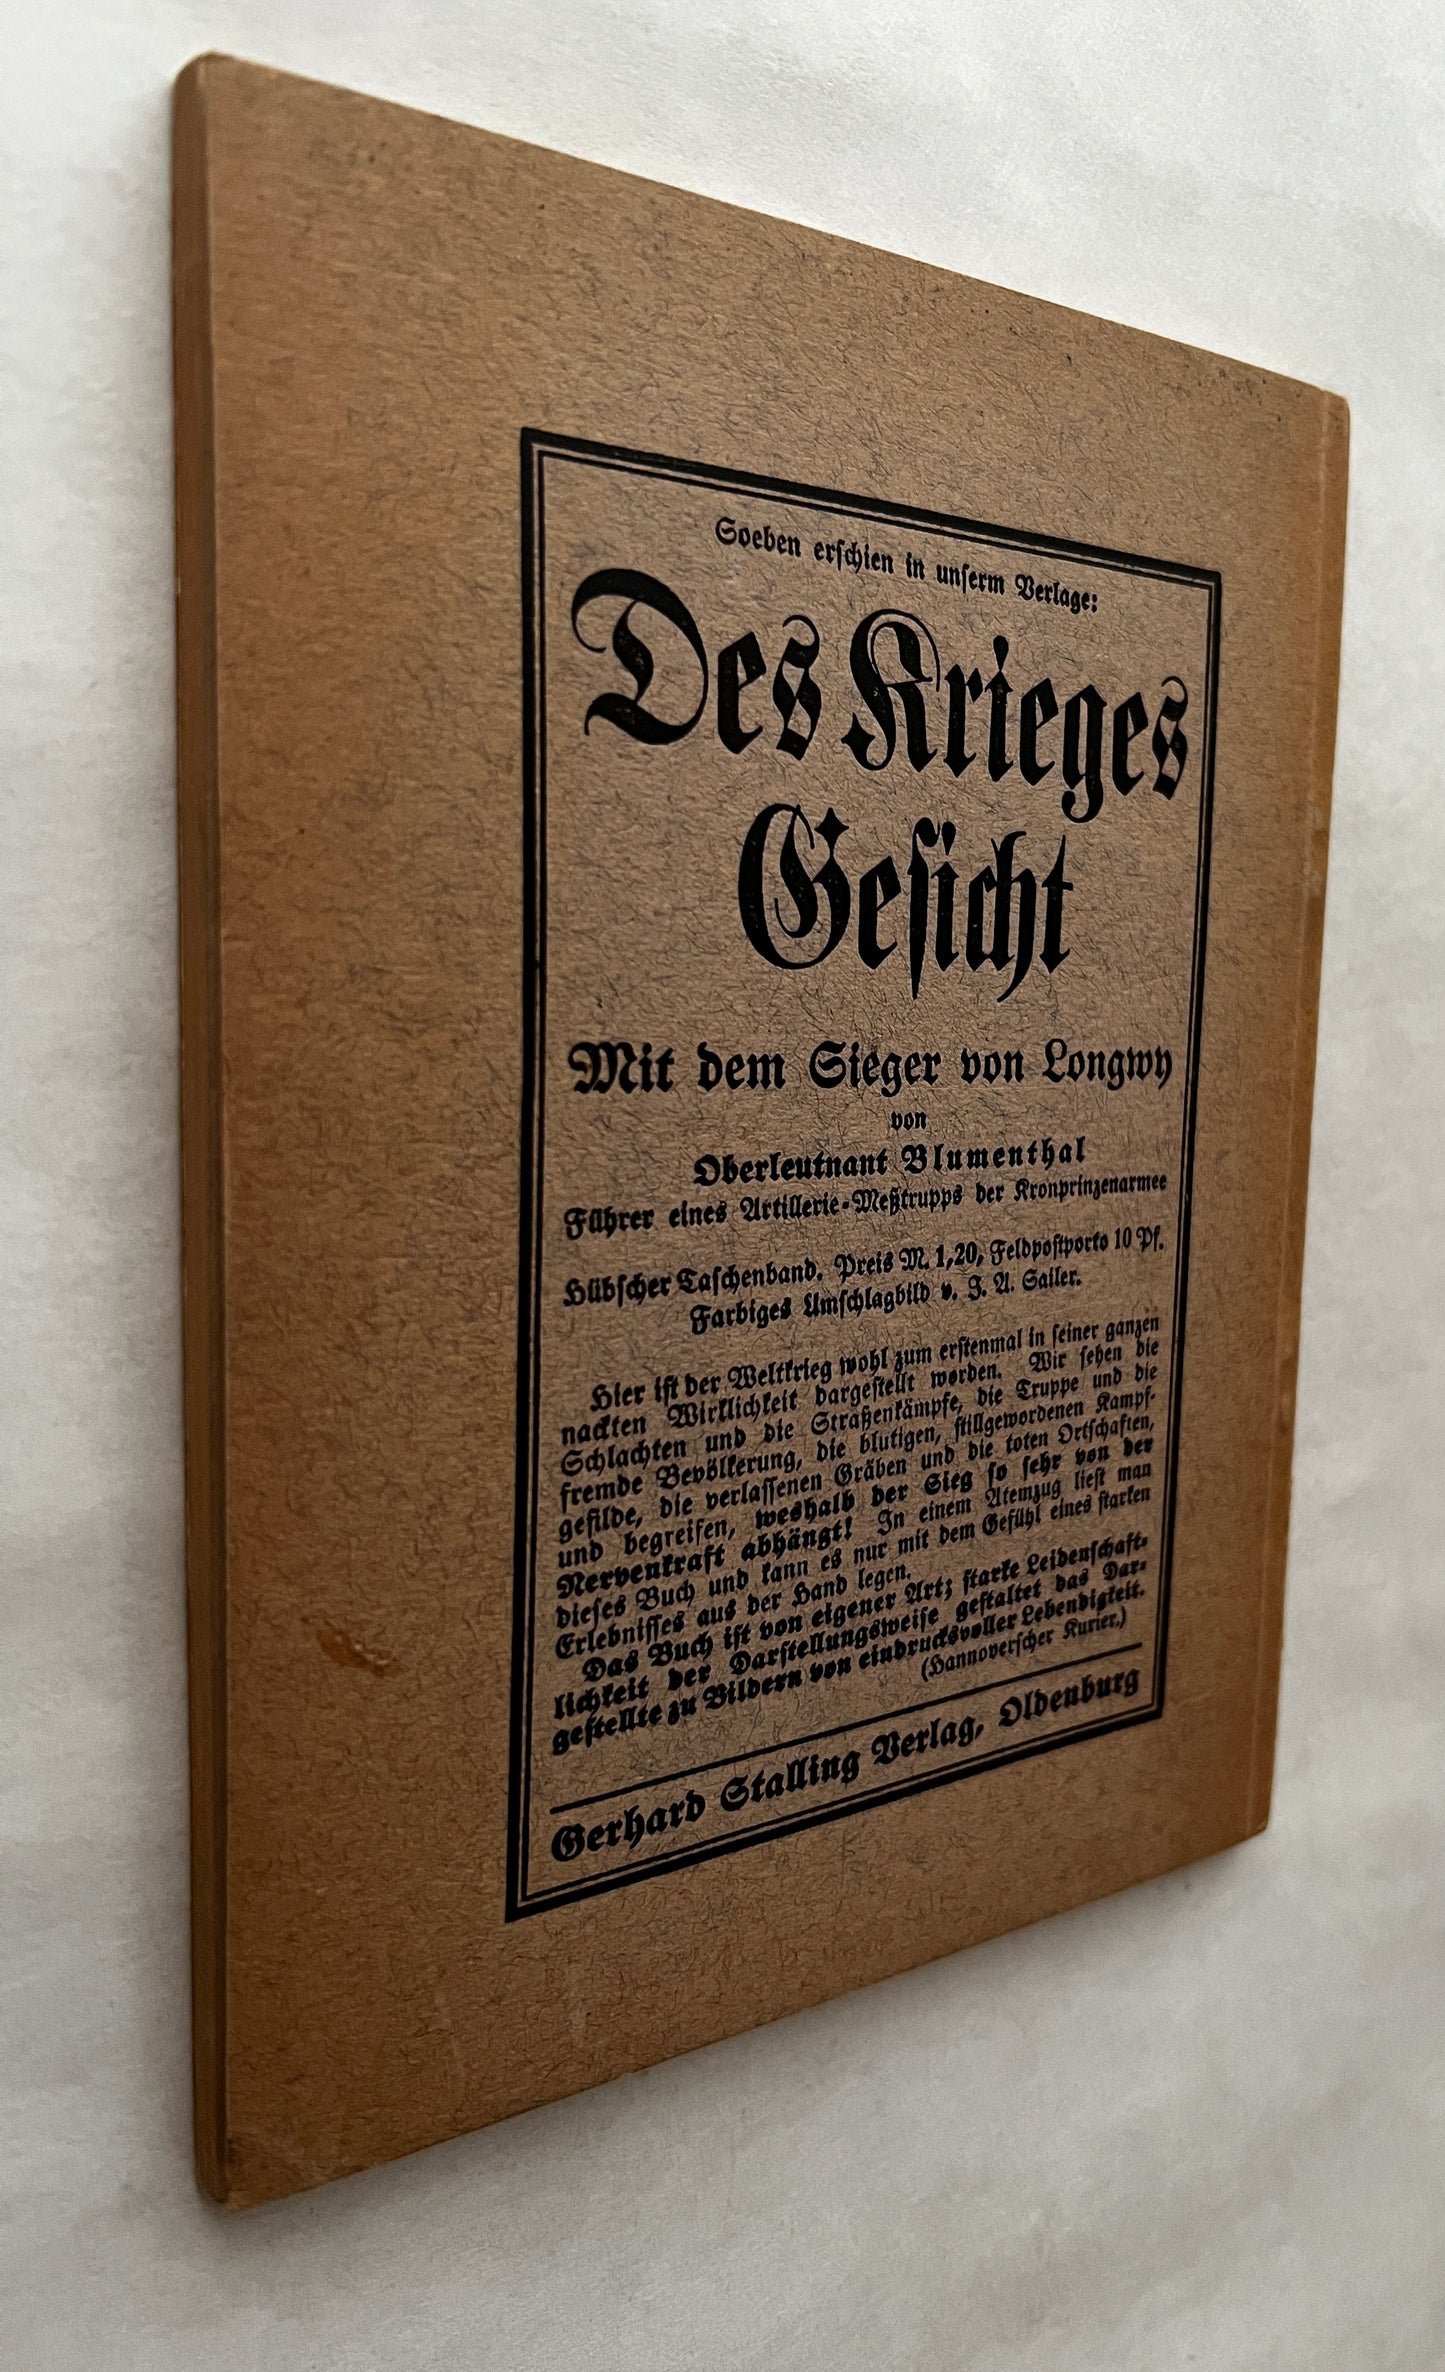 Soeben erschien in unserm Verlage:
Des Krieges
Gesicht
Mit dem Sieger von Longwy
von
Oberleutnant Blumenthal
Führer eines Artillerie-Meßtrupps der Kronprinzenarmee
Hübscher Taschenband. Preis M. 1,20, Feldpostporto 10 Pf.
Farbiges Umschlagbild v. J. A. Sailer.
Hier ist der Weltkrieg wohl zum erstenmal in seiner ganzen
nackten Wirklichkeit dargestellt worden. Wir sehen die
Schlachten und die Straßenkämpfe, die Truppe und die
fremde Bevölkerung, die blutigen, stillgewordenen Kampf-
gefilde, die verlassenen Gräben und die toten Ortschaften,
und begreifen, weshalb der Sieg so sehr von der
Nervenkraft abhängt! In einem Atemzug liest man
dieses Buch und kann es nur mit dem Gefühl eines starken
Erlebnisses aus der Hand legen.
Das Buch ist von eigener Art; starke Leidenschaft-
lichkeit der Darstellungsweise gestaltet das Dar-
gestellte zu Bildern von eindrucksvoller Lebendigkeit.
(Hannoverscher Kurier.)
Gerhard Stalling Verlag, Oldenburg